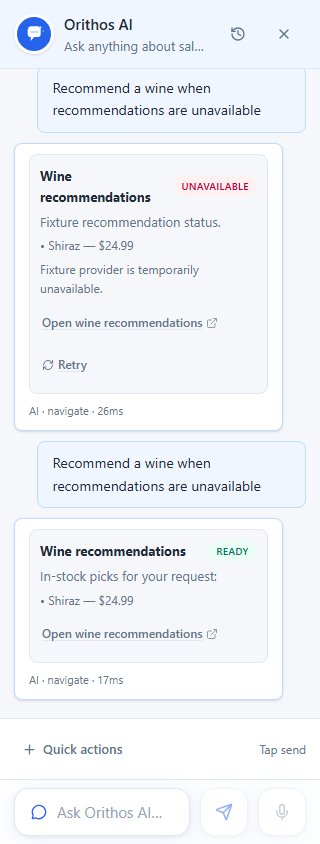 Orithos AI
Ask anything about sal...
Recommend a wine when
recommendations are unavailable
Wine
recommendations
UNAVAILABLE
Fixture recommendation status.
• Shiraz — $24.99
Fixture provider is temporarily
unavailable.
Open wine recommendations
Retry
AI · navigate · 26ms
Recommend a wine when
recommendations are unavailable
Wine recommendations
READY
In-stock picks for your request:
• Shiraz — $24.99
Open wine recommendations
AI · navigate · 17ms
Quick actions
Tap send
Ask Orithos AI...